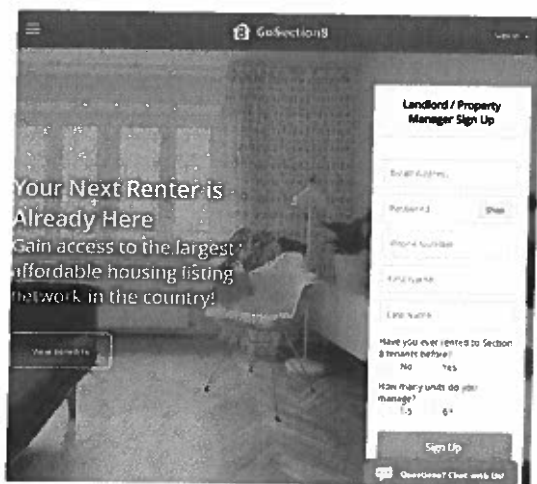 GoSection8
Sign In
Landlord / Property
Manager Sign Up
Email Address
Password
Show
Phone Number
First Name
Last Name
Have you ever rented to Section
8 tenants before?
No Yes
How many units do you
manage?
1-5 6+
Sign Up
Questions? Chat with Us!
Your Next Renter is
Already Here
Gain access to the largest
affordable housing listing
network in the country!
View Benefits